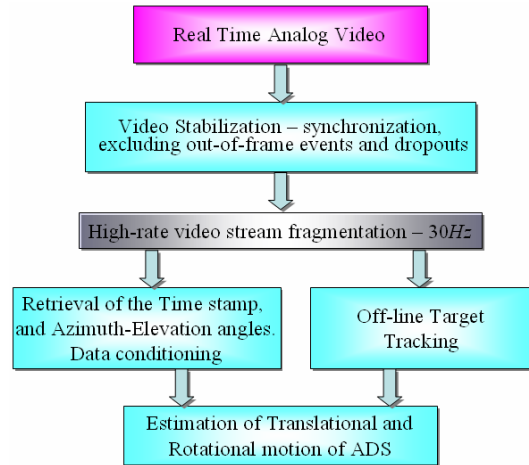 Real Time Analog Video
Video Stabilization – synchronization,
excluding out-of-frame events and dropouts
High-rate video stream fragmentation – 30Hz
Retrieval of the Time stamp,
and Azimuth-Elevation angles.
Data conditioning
Off-line Target
Tracking
Estimation of Translational and
Rotational motion of ADS